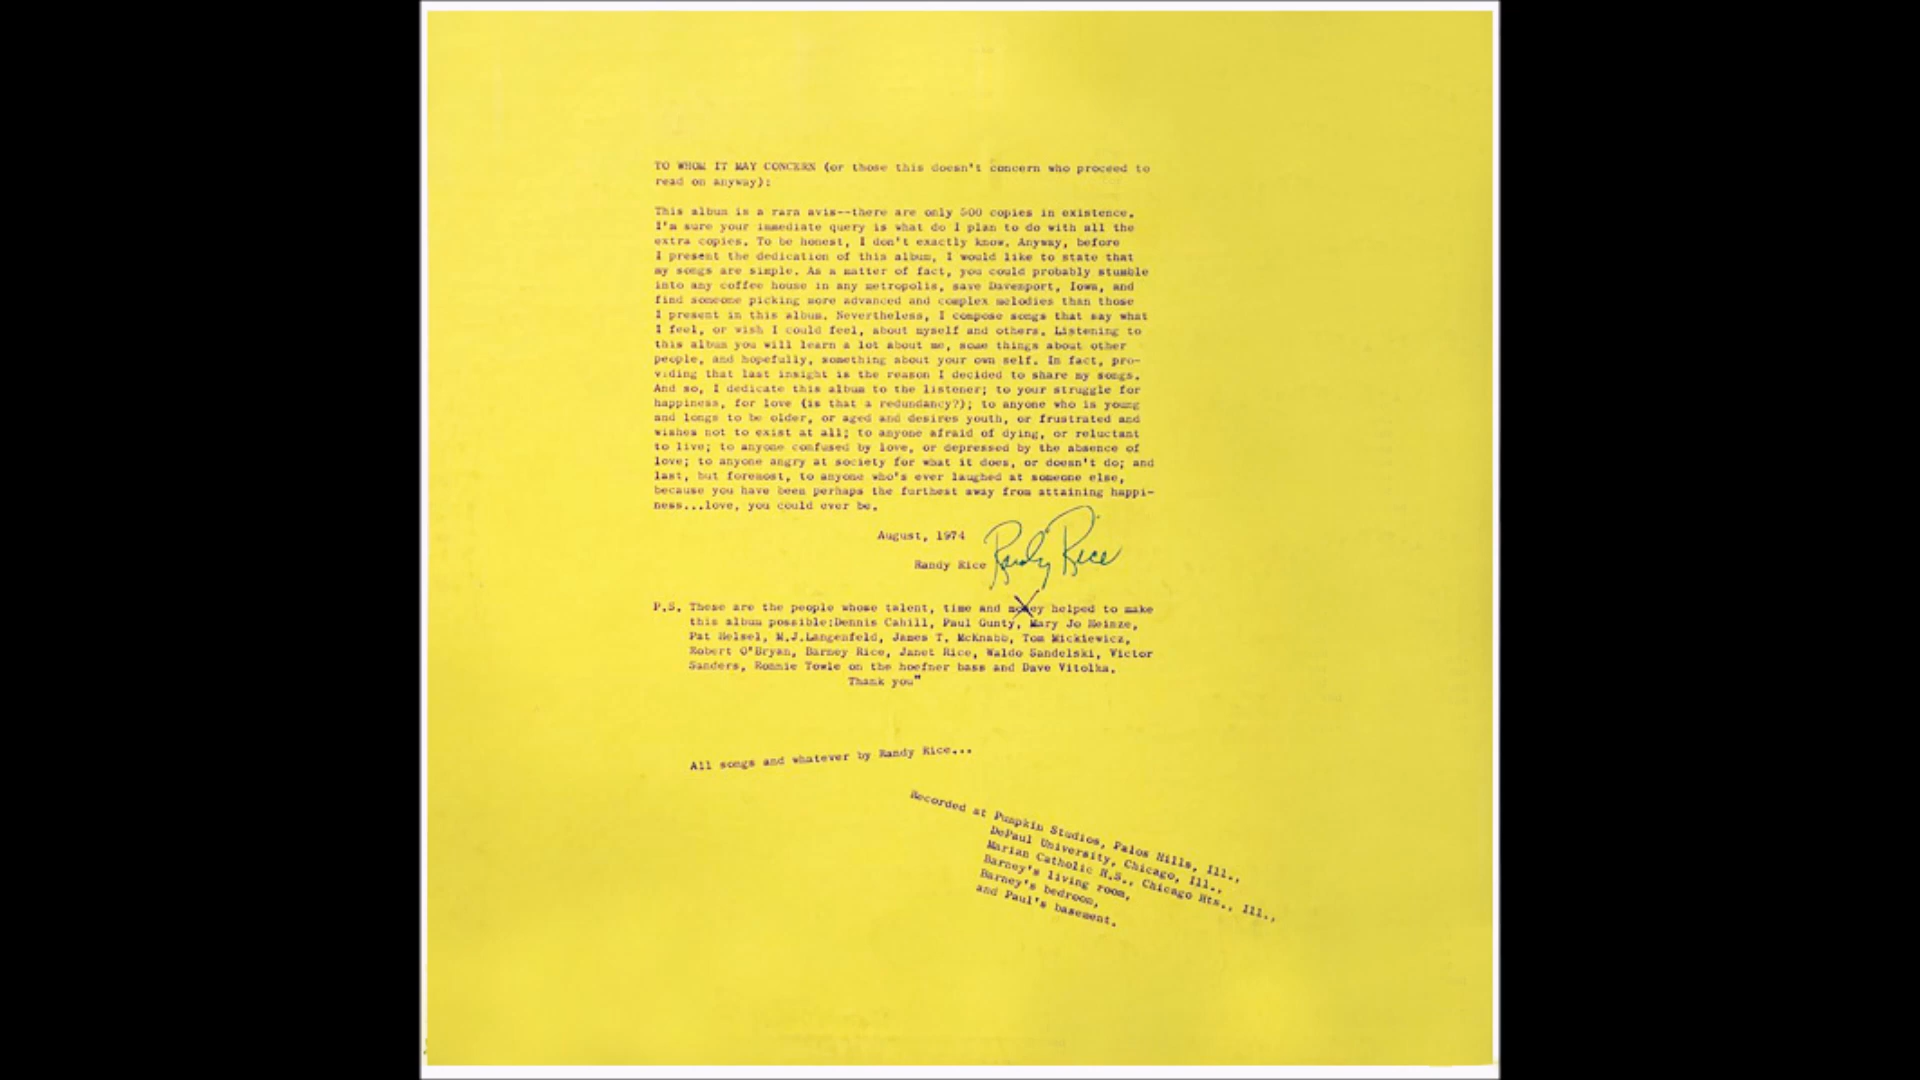 TO WHOM IT MAY CONCERN (or those this doesn't concern who proceed to
read on anyway):
This album is a rara avis--there are only 500 copies in existence.
I'm sure your immediate query is what do I plan to do with all the
extra copies. To be honest, I don't exactly know. Anyway, before
I present the dedication of this album, I would like to state that
my songs are simple. As a matter of fact, you could probably stumble
into any coffee house in any metropolis, save Davenport, Iowa, and
find someone picking more advanced and complex melodies than those
I present in this album. Nevertheless, I compose songs that say what
I feel, or wish I could feel, about myself and others. Listening to
this album you will learn a lot about me, some things about other
people, and hopefully, something about your own self. In fact, pro-
viding that last insight is the reason I decided to share my songs.
And so, I dedicate this album to the listener; to your struggle for
happiness, for love (is that a redundancy?); to anyone who is young
and longs to be older, or aged and desires youth, or frustrated and
wishes not to exist at all; to anyone afraid of dying, or reluctant
to live; to anyone confused by love, or depressed by the absence of
love; to anyone angry at society for what it does, or doesn't do; and
last, but foremost, to anyone who's ever laughed at someone else,
because you have been perhaps the furthest away from attaining happi-
ness...love, you could ever be.
August, 1974
Randy Rice Randy Rice
P.S. These are the people whose talent, time and money helped to make
this album possible:Dennis Cahill, Paul Gunty, Mary Jo Heinze,
Pat Helsel, M.J.Langenfeld, James T. McKnabb, Tom Mickiewicz,
Robert O'Bryan, Barney Rice, Janet Rice, Waldo Sandelski, Victor
Sanders, Ronnie Towle on the hoefner bass and Dave Vitolka.
Thank you"
All songs and whatever by Randy Rice...
Recorded at Pumpkin Studios, Palos Hills, Ill.,
DePaul University, Chicago, Ill.,
Marian Catholic H.S., Chicago Hts., Ill.,
Barney's living room,
Barney's bedroom,
and Paul's basement.